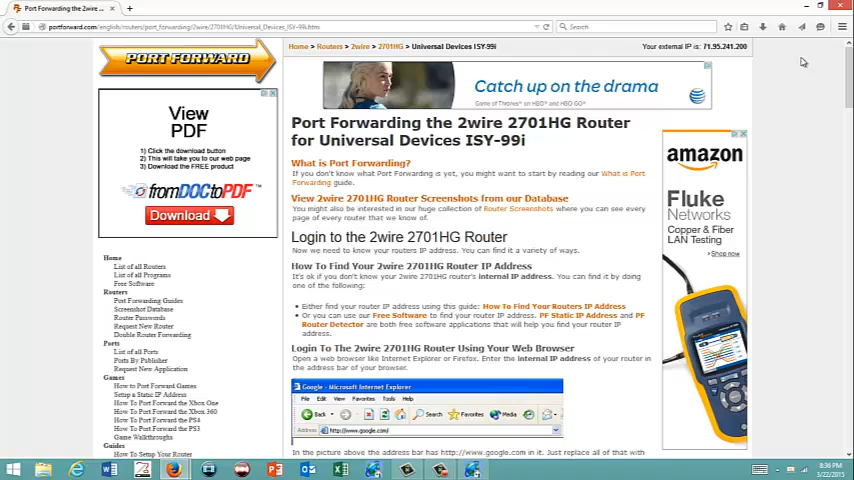 Port Forwarding the 2wire ...
portforward.com/english/routers/port_forwarding/2wire/2701HG/Universal_Devices_ISY-99i.htm
Search
PORT FORWARD
Home > Routers > 2wire > 2701HG > Universal Devices ISY-99i
Your external IP is: 71.95.241.200
Catch up on the drama
Game of Thrones on HBO® and HBO GO®
at&t
View
PDF
1) Click the download button
2) This will take you to our web page
3) Download the FREE product
fromDOCtoPDF™
Download
Port Forwarding the 2wire 2701HG Router
for Universal Devices ISY-99i
What is Port Forwarding?
If you don't know what Port Forwarding is yet, you might want to start by reading our What is Port
Forwarding guide.
View 2wire 2701HG Router Screenshots from our Database
You might also be interested in our huge collection of Router Screenshots where you can see every
page of every router that we know of.
Login to the 2wire 2701HG Router
Now we need to know your routers IP address. You can find it a variety of ways.
How To Find Your 2wire 2701HG Router IP Address
It's ok if you don't know your 2wire 2701HG router's internal IP address. You can find it by doing
one of the following:
Either find your router IP address using this guide: How To Find Your Routers IP Address
Or you can use our Free Software to find your router IP address. PF Static IP Address and PF
Router Detector are both free software applications that will help you find your router IP
address.
Login To The 2wire 2701HG Router Using Your Web Browser
Open a web browser like Internet Explorer or Firefox. Enter the internal IP address of your router in
the address bar of your browser.
Google - Microsoft Internet Explorer
File Edit View Favorites Tools Help
Back Search Favorites Media
Address http://www.google.com/
In the picture above the address bar has http://www.google.com in it. Just replace all of that with
amazon
Fluke
Networks
Copper & Fiber
LAN Testing
Shop now
Home
List of all Routers
List of all Programs
Free Software
Routers
Port Forwarding Guides
Screenshot Database
Router Passwords
Request New Router
Double Router Forwarding
Ports
List of all Ports
Ports By Publisher
Request New Application
Games
How to Port Forward Games
Setup a Static IP Address
How To Port Forward the Xbox One
How To Port Forward the Xbox 360
How To Port Forward the PS4
How To Port Forward the PS3
Game Walkthroughs
Guides
How To Setup Your Router
8:36 PM
3/22/2015